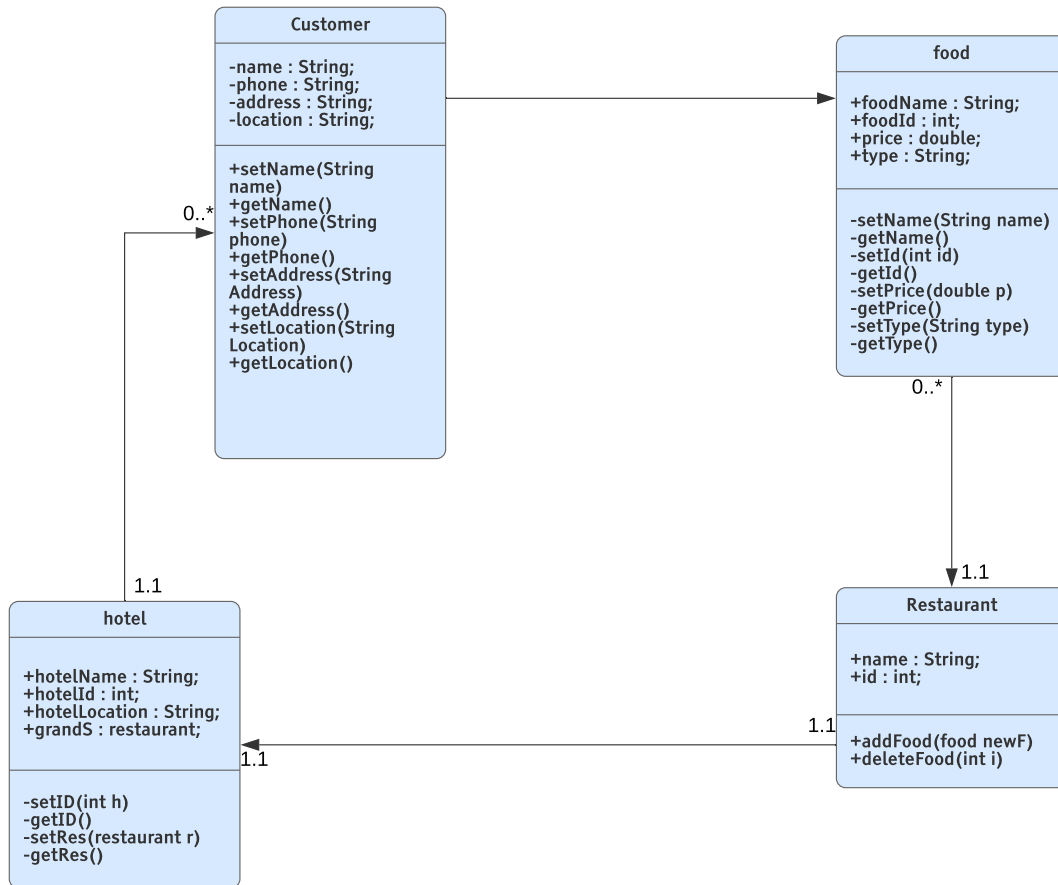 Customer
-name : String;
-phone : String;
-address : String;
-location : String;
+setName(String
name)
+getName()
+setPhone(String
phone)
+getPhone()
+setAddress(String
Address)
+getAddress()
+setLocation(String
Location)
+getLocation()
food
+foodName : String;
+foodId : int;
+price : double;
+type : String;
-setName(String name)
-getName()
-setId(int id)
-getId()
-setPrice(double p)
-getPrice()
-setType(String type)
-getType()
0..*
0..*
1.1
1.1
hotel
+hotelName : String;
+hotelId : int;
+hotelLocation : String;
+grandS : restaurant;
-setID(int h)
-getID()
-setRes(restaurant r)
-getRes()
1.1
1.1
Restaurant
+name : String;
+id : int;
+addFood(food newF)
+deleteFood(int i)